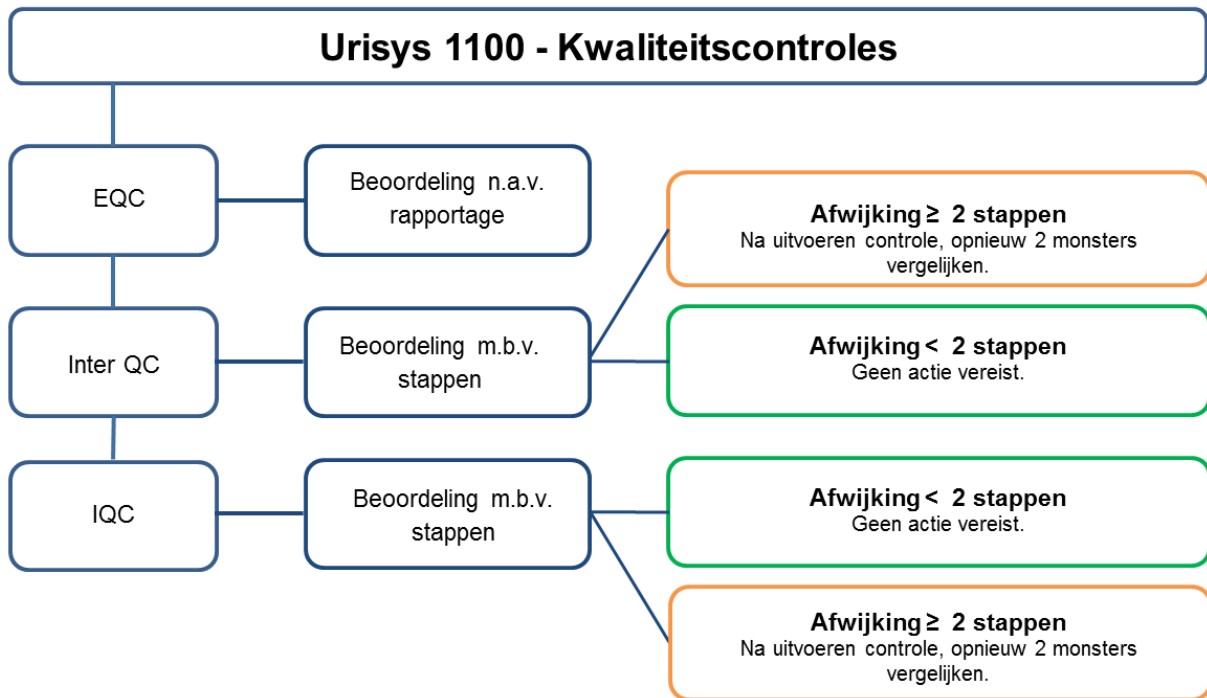 Urisys 1100 - Kwaliteitscontroles
EQC
Beoordeling n.a.v.
rapportage
Afwijking ≥ 2 stappen
Na uitvoeren controle, opnieuw 2 monsters
vergelijken.
Inter QC
Beoordeling m.b.v.
stappen
Afwijking < 2 stappen
Geen actie vereist.
IQC
Beoordeling m.b.v.
stappen
Afwijking < 2 stappen
Geen actie vereist.
Afwijking ≥ 2 stappen
Na uitvoeren controle, opnieuw 2 monsters
vergelijken.